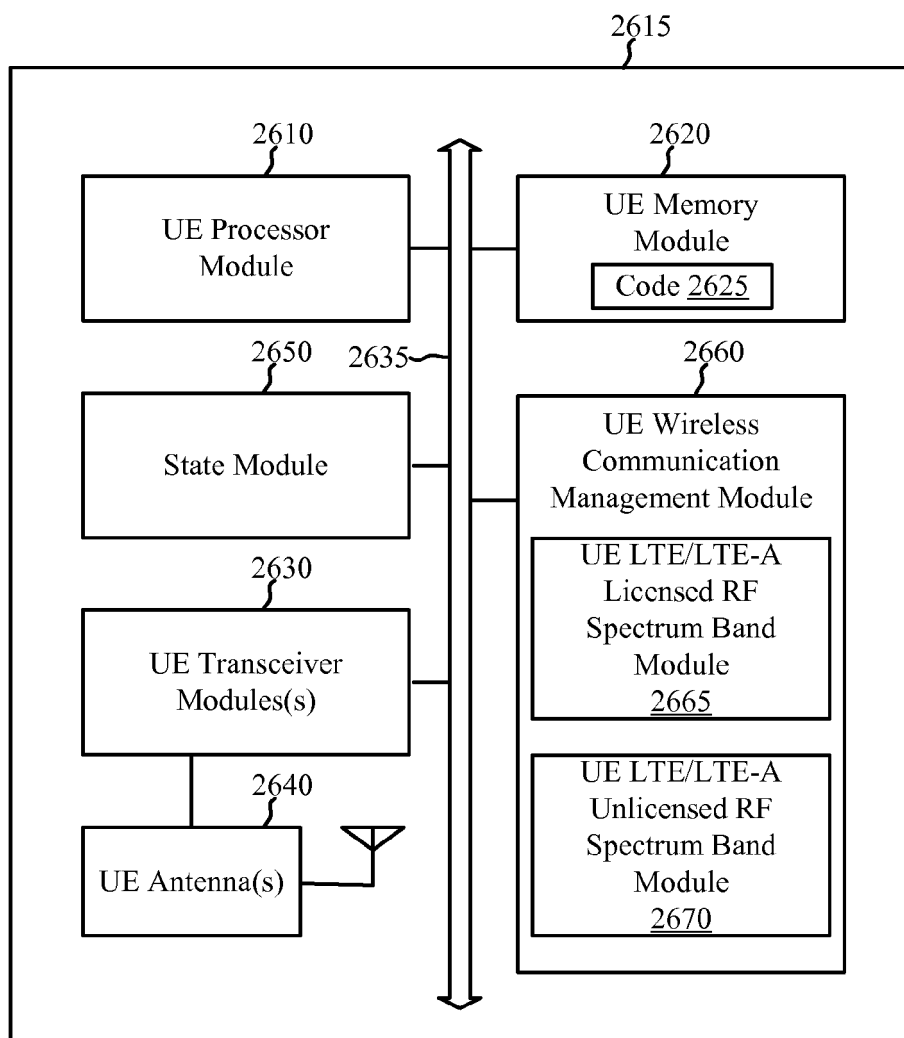 2615
2610
UE Processor
Module
2620
UE Memory
Module
Code 2625
2635
2650
State Module
2660
UE Wireless
Communication
Management Module
UE LTE/LTE-A
Licensed RF
Spectrum Band
Module
2665
UE LTE/LTE-A
Unlicensed RF
Spectrum Band
Module
2670
2630
UE Transceiver
Modules(s)
2640
UE Antenna(s)